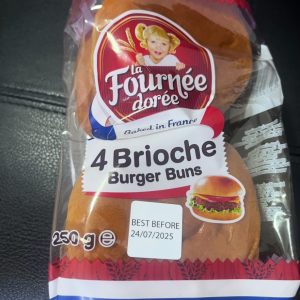 la
Fournée
dorée
Baked in France
4 Brioche
Burger Buns
BEST BEFORE
24/07/2025
250 g e